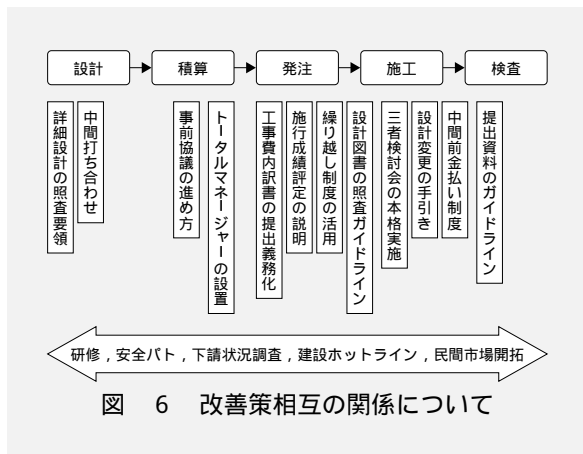 設計
積算
発注
施工
検査
詳細設計の照査要領
中間打ち合わせ
事前協議の進め方
トータルマネージャーの設置
工事費内訳書の提出義務化
施行成績評定の説明
繰り越し制度の活用
設計図書の照査ガイドライン
三者検討会の本格実施
設計変更の手引き
中間前金払い制度
提出資料のガイドライン
研修，安全パト，下請状況調査，建設ホットライン，民間市場開拓
図　6　改善策相互の関係について